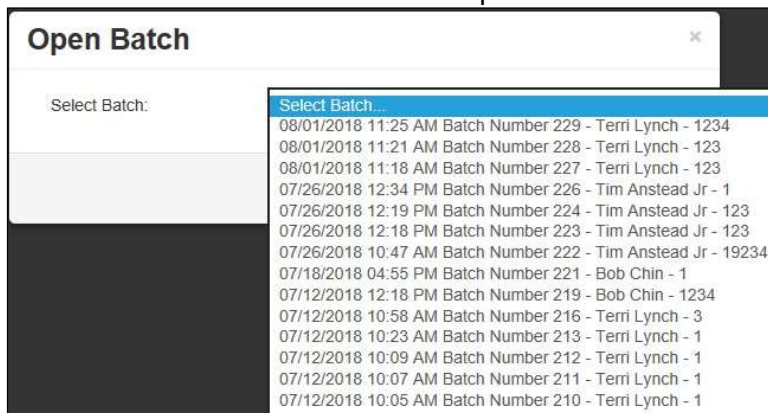 Open Batch ×
Select Batch:
Select Batch...
08/01/2018 11:25 AM Batch Number 229 - Terri Lynch - 1234
08/01/2018 11:21 AM Batch Number 228 - Terri Lynch - 123
08/01/2018 11:18 AM Batch Number 227 - Terri Lynch - 123
07/26/2018 12:34 PM Batch Number 226 - Tim Anstead Jr - 1
07/26/2018 12:19 PM Batch Number 224 - Tim Anstead Jr - 123
07/26/2018 12:18 PM Batch Number 223 - Tim Anstead Jr - 123
07/26/2018 10:47 AM Batch Number 222 - Tim Anstead Jr - 19234
07/18/2018 04:55 PM Batch Number 221 - Bob Chin - 1
07/12/2018 12:18 PM Batch Number 219 - Bob Chin - 1234
07/12/2018 10:58 AM Batch Number 216 - Terri Lynch - 3
07/12/2018 10:23 AM Batch Number 213 - Terri Lynch - 1
07/12/2018 10:09 AM Batch Number 212 - Terri Lynch - 1
07/12/2018 10:07 AM Batch Number 211 - Terri Lynch - 1
07/12/2018 10:05 AM Batch Number 210 - Terri Lynch - 1